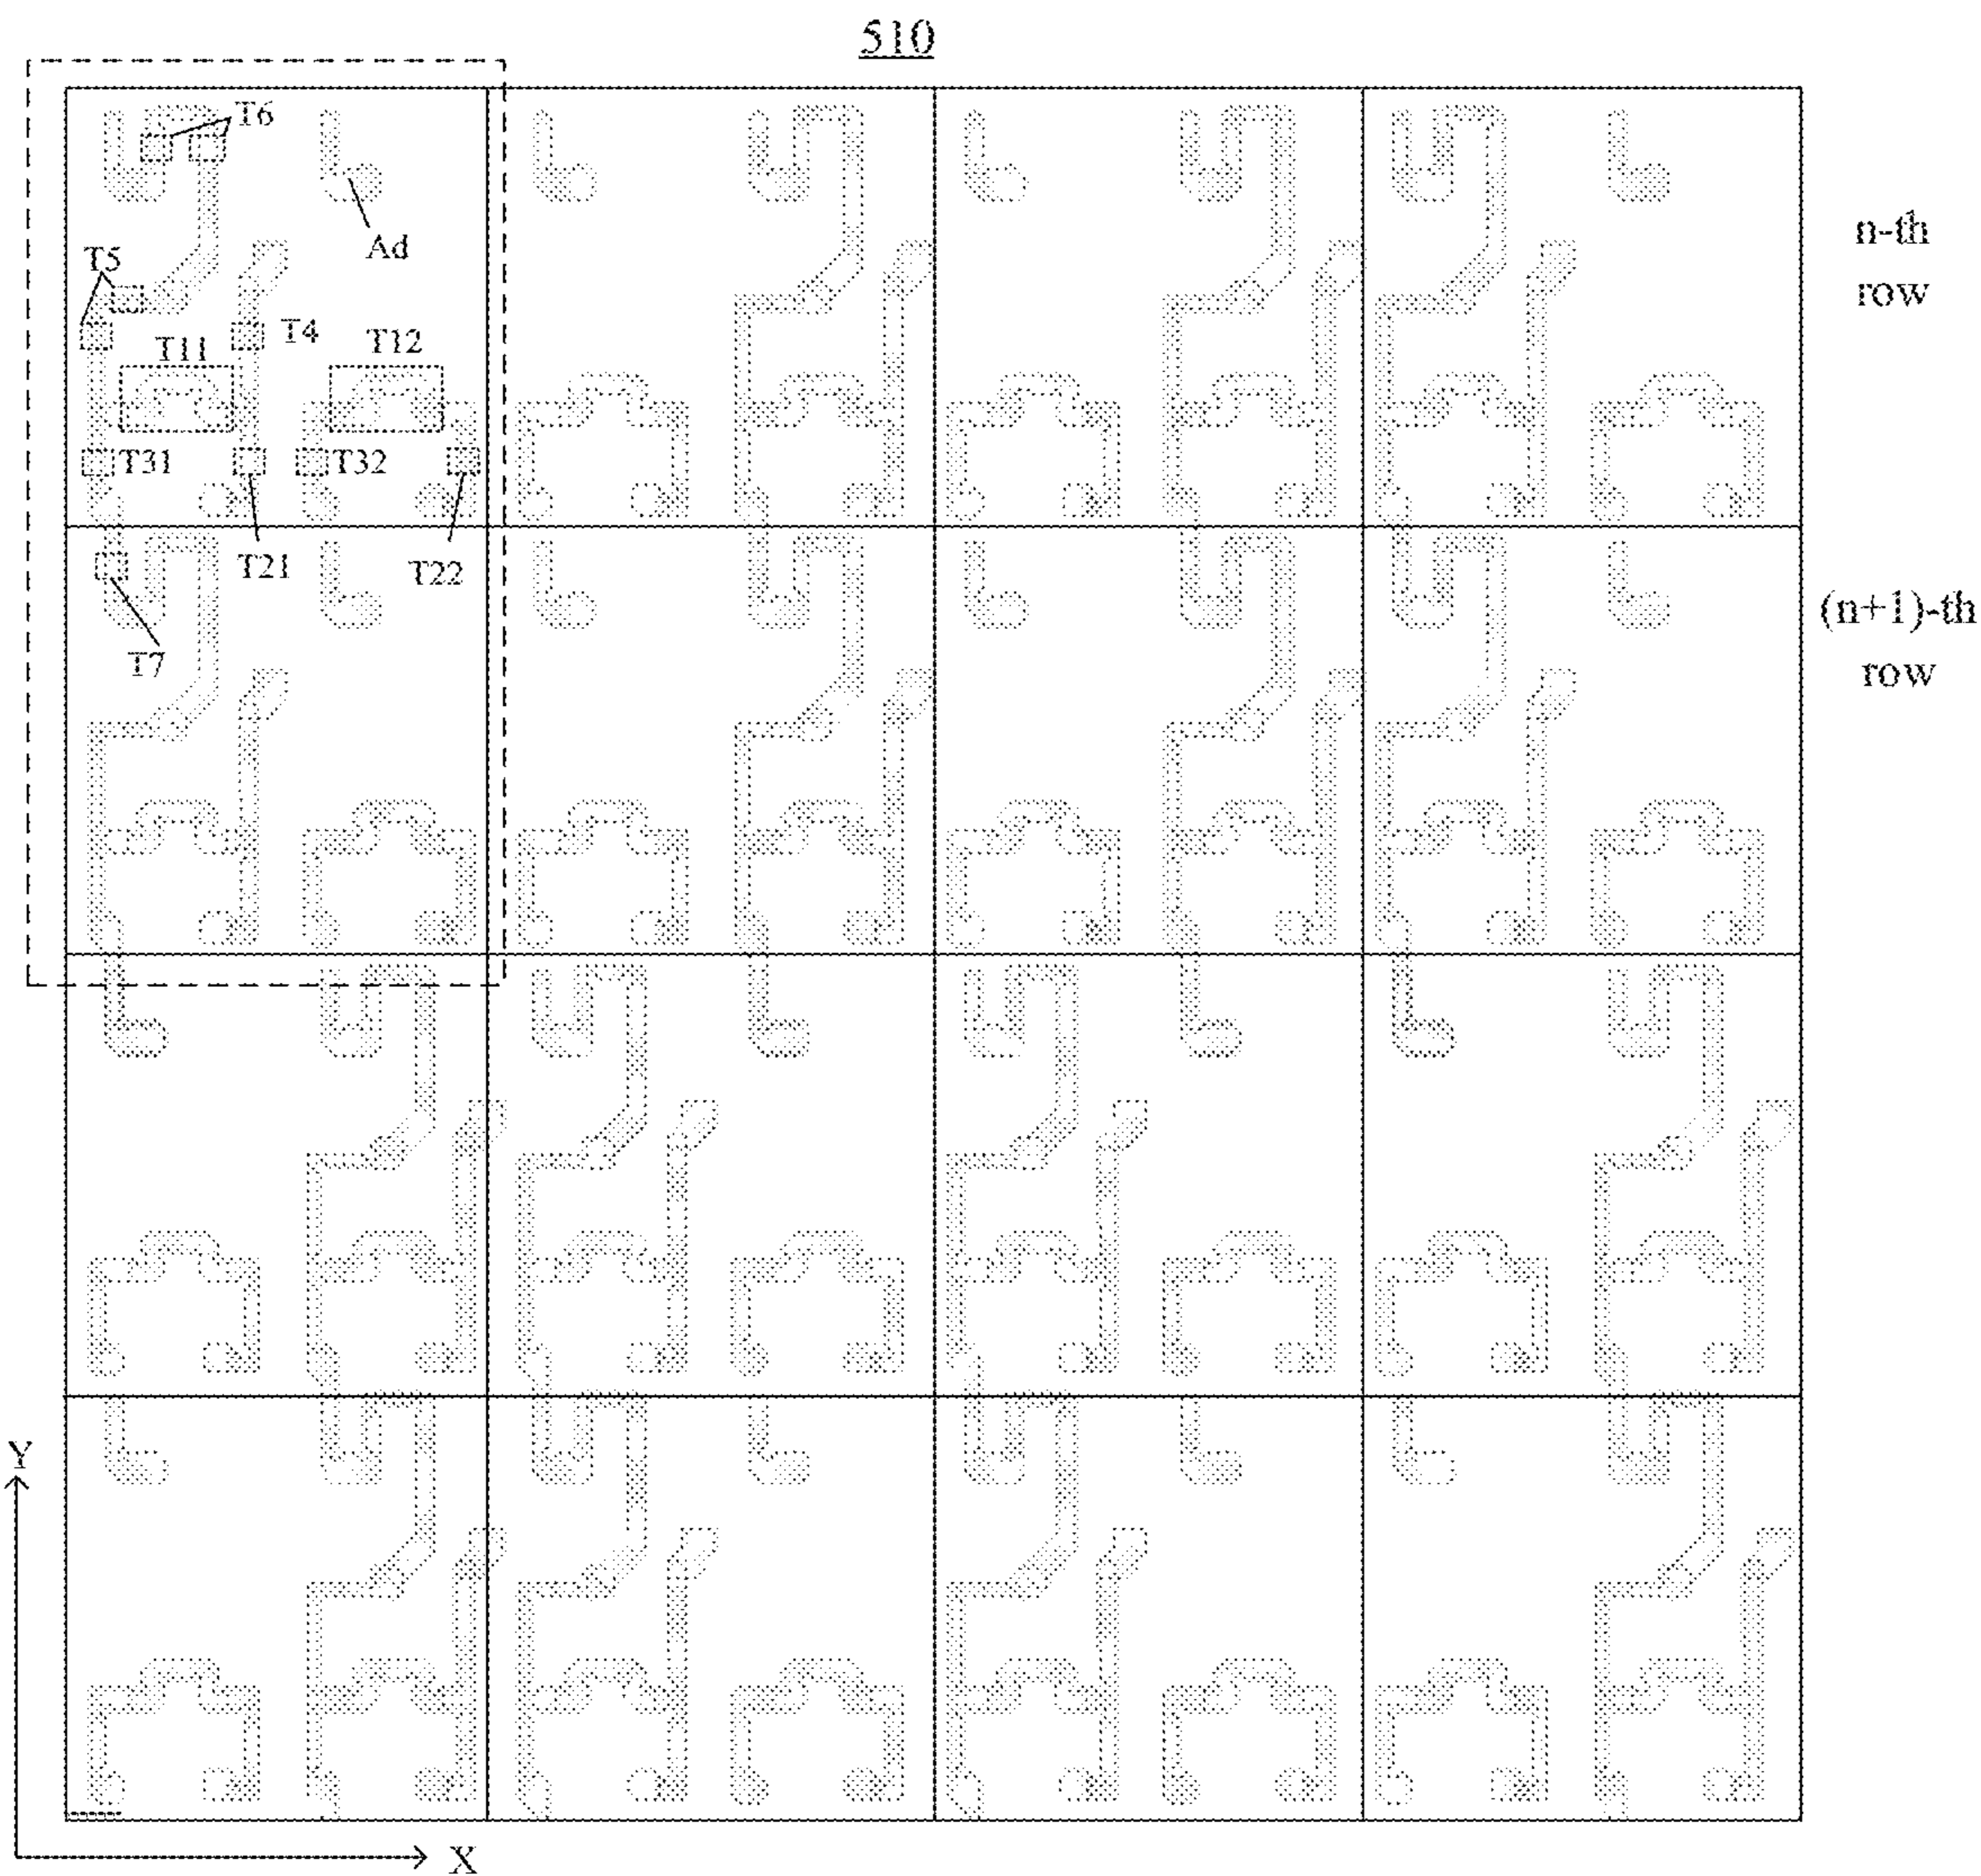 510
T6
Ad
n-th
row
T5
T4
T11
T12
T31
T32
T21
T22
(n+1)-th
row
T7
Y
X